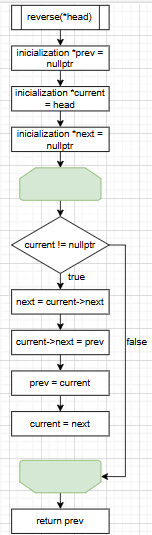 reverse(*head)
inicialization *prev =
nullptr
inicialization *current
= head
inicialization *next =
nullptr
current != nullptr
true
next = current->next
current->next = prev
false
prev = current
current = next
return prev